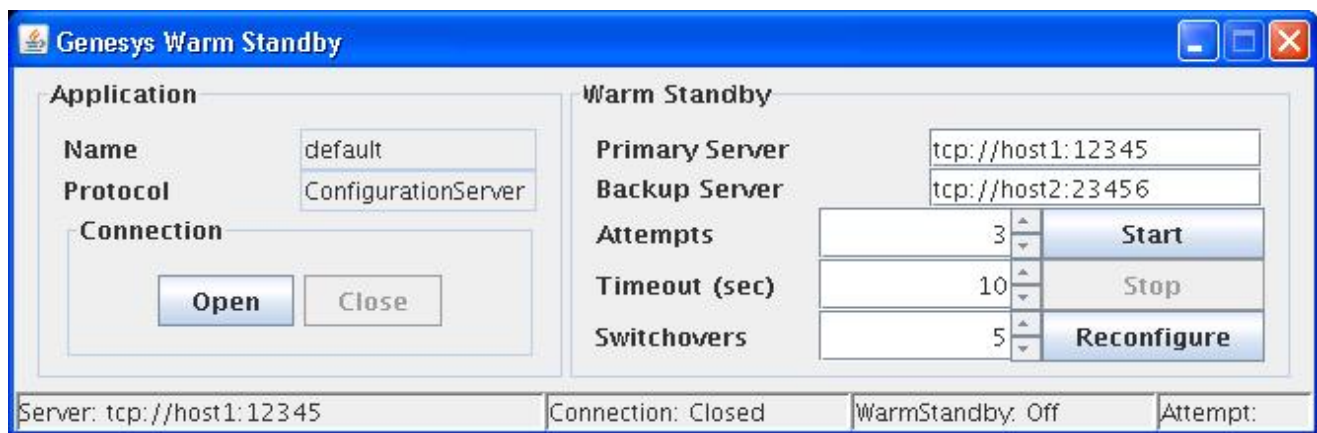 Genesys Warm Standby
Application
Name default
Protocol ConfigurationServer
Connection
Open Close
Warm Standby
Primary Server tcp://host1:12345
Backup Server tcp://host2:23456
Attempts 3 Start
Timeout (sec) 10 Stop
Switchovers 5 Reconfigure
Server: tcp://host1:12345 Connection: Closed WarmStandby: Off Attempt: